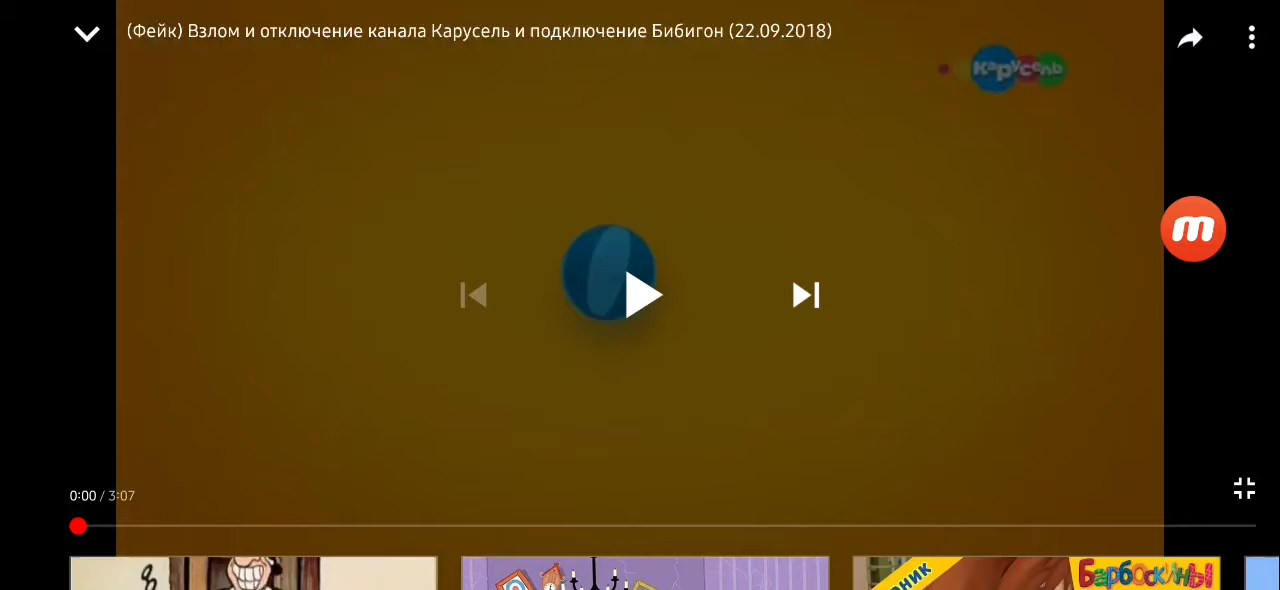 (Фейк) Взлом и отключение канала Карусель и подключение Бибигон (22.09.2018)
Карусель
m
0:00 / 3:07
Барбоскины